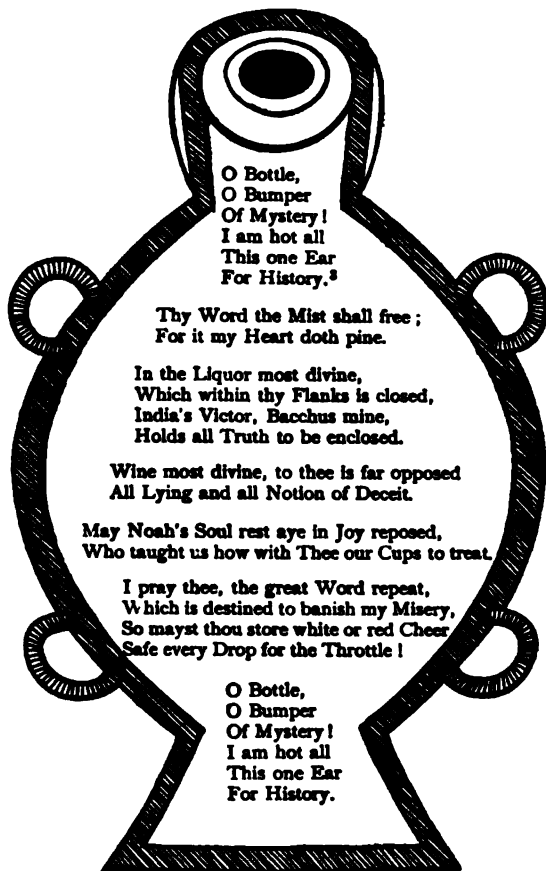 O Bottle,
O Bumper
Of Mystery!
I am hot all
This one Ear
For History.³
Thy Word the Mist shall free;
For it my Heart doth pine.
In the Liquor most divine,
Which within thy Flanks is closed,
India's Victor, Bacchus mine,
Holds all Truth to be enclosed.
Wine most divine, to thee is far opposed
All Lying and all Notion of Deceit.
May Noah's Soul rest aye in Joy reposed,
Who taught us how with Thee our Cups to treat.
I pray thee, the great Word repeat,
Which is destined to banish my Misery,
So mayst thou store white or red Cheer
Safe every Drop for the Throttle!
O Bottle,
O Bumper
Of Mystery!
I am hot all
This one Ear
For History.